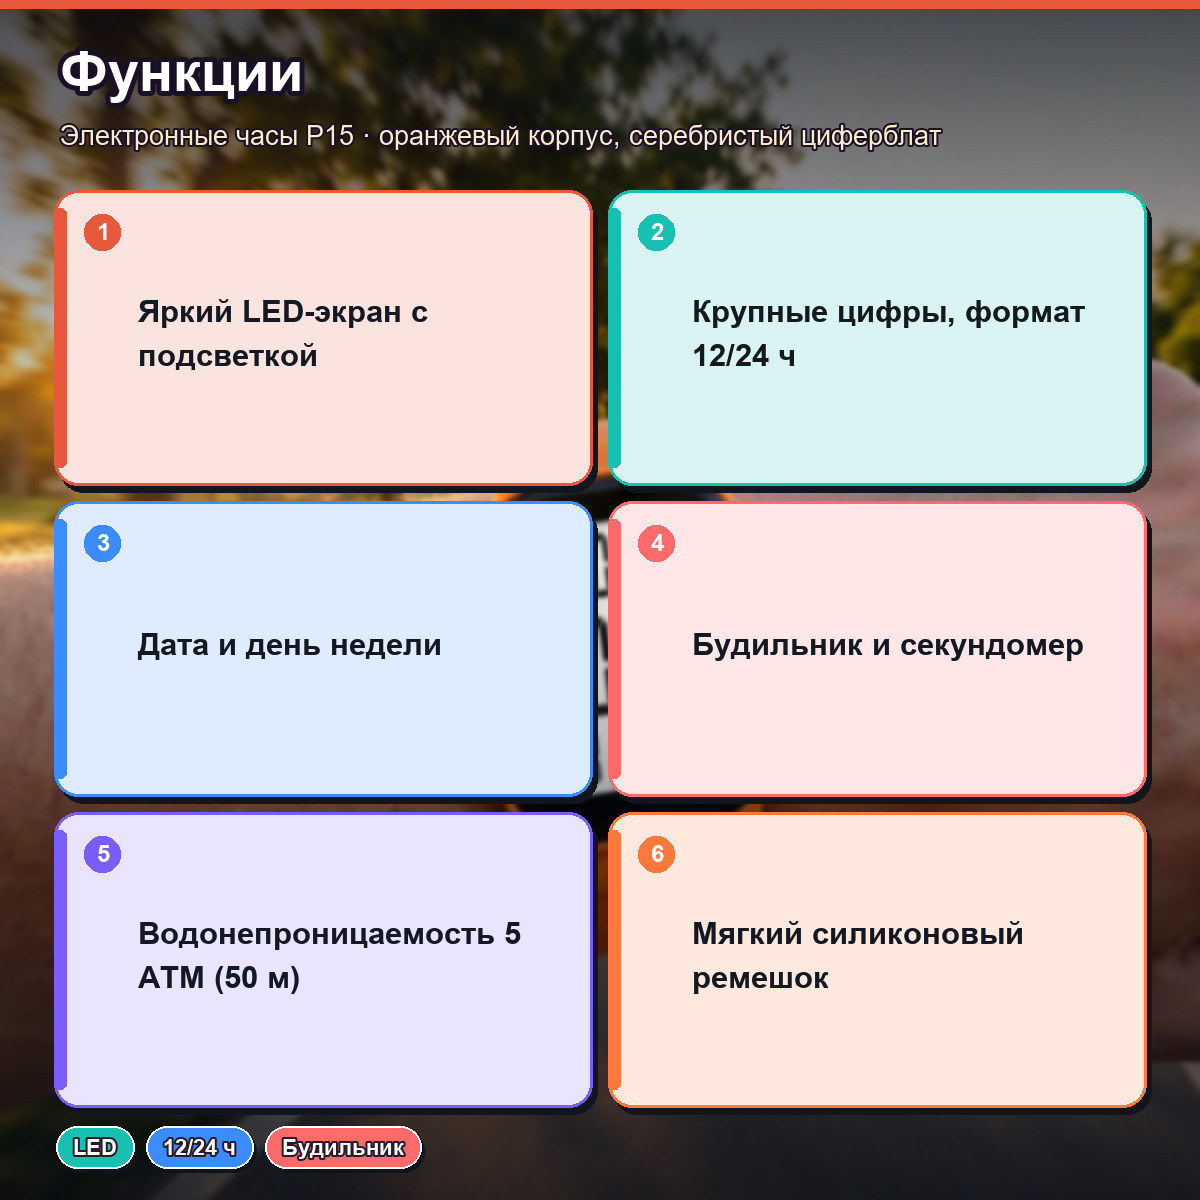 Функции
Электронные часы P15 · оранжевый корпус, серебристый циферблат
1
Яркий LED-экран с
подсветкой
2
Крупные цифры, формат
12/24 ч
3
Дата и день недели
4
Будильник и секундомер
5
Водонепроницаемость 5
АТМ (50 м)
6
Мягкий силиконовый
ремешок
LED
12/24 ч
Будильник